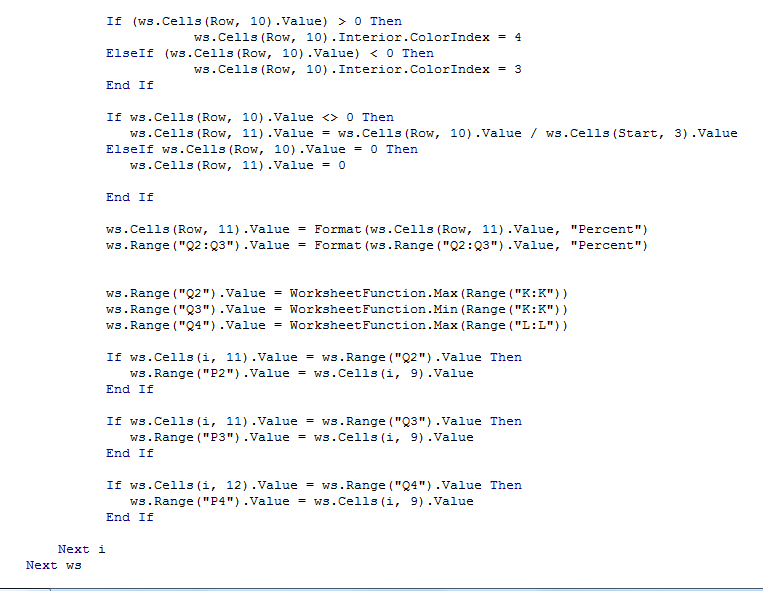 If (ws.Cells(Row, 10).Value) > 0 Then
ws.Cells(Row, 10).Interior.ColorIndex = 4
ElseIf (ws.Cells(Row, 10).Value) < 0 Then
ws.Cells(Row, 10).Interior.ColorIndex = 3
End If
If ws.Cells(Row, 10).Value <> 0 Then
ws.Cells(Row, 11).Value = ws.Cells(Row, 10).Value / ws.Cells(Start, 3).Value
ElseIf ws.Cells(Row, 10).Value = 0 Then
ws.Cells(Row, 11).Value = 0
End If
ws.Cells(Row, 11).Value = Format(ws.Cells(Row, 11).Value, "Percent")
ws.Range("Q2:Q3").Value = Format(ws.Range("Q2:Q3").Value, "Percent")
ws.Range("Q2").Value = WorksheetFunction.Max(Range("K:K"))
ws.Range("Q3").Value = WorksheetFunction.Min(Range("K:K"))
ws.Range("Q4").Value = WorksheetFunction.Max(Range("L:L"))
If ws.Cells(i, 11).Value = ws.Range("Q2").Value Then
ws.Range("P2").Value = ws.Cells(i, 9).Value
End If
If ws.Cells(i, 11).Value = ws.Range("Q3").Value Then
ws.Range("P3").Value = ws.Cells(i, 9).Value
End If
If ws.Cells(i, 12).Value = ws.Range("Q4").Value Then
ws.Range("P4").Value = ws.Cells(i, 9).Value
End If
Next i
Next ws